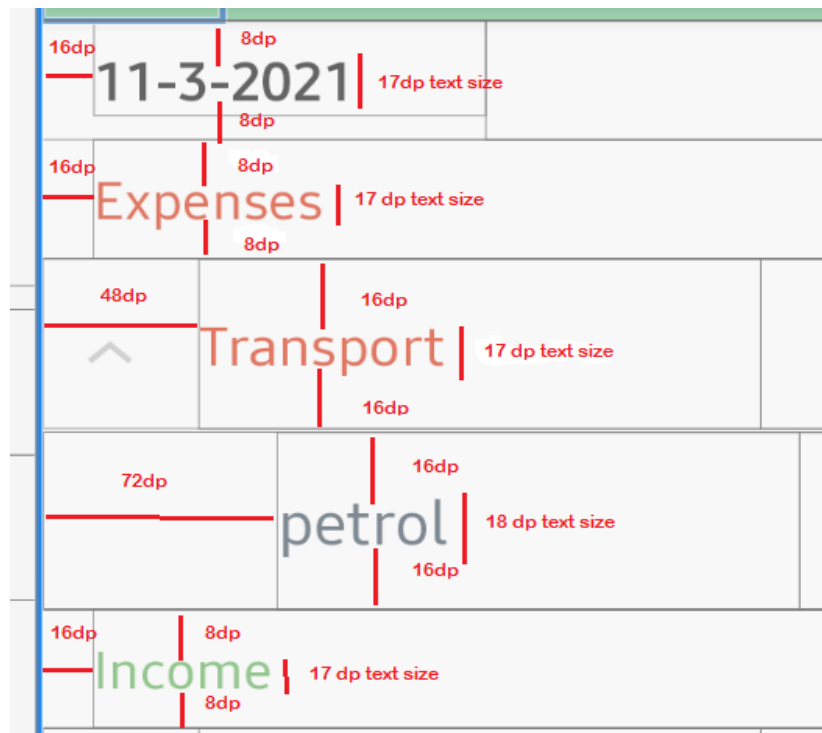 8dp
16dp
11-3-2021
17dp text size
8dp
16dp
8dp
Expenses
17 dp text size
8dp
48dp
16dp
Transport
17 dp text size
16dp
72dp
16dp
petrol
18 dp text size
16dp
16dp
8dp
Income
17 dp text size
8dp